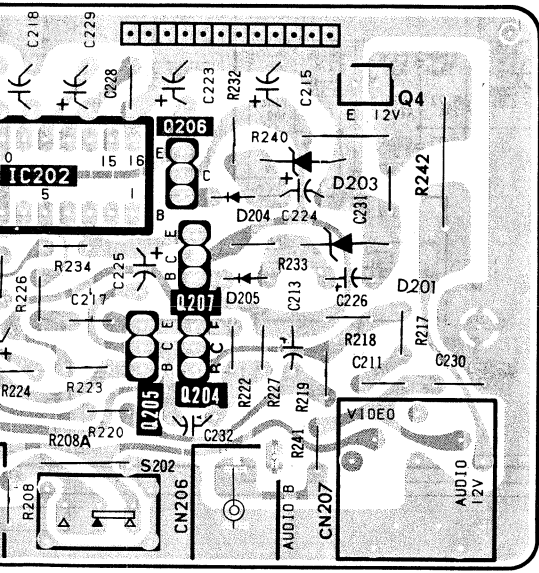 C218
C229
C228
C223
R232
C215
Q4
E 12V
Q206
R240
E
C
B
O 15 16
IC202
5 1
D203
R242
D204
C224
C231
R234
C225
E
C
B
R233
R226
C217
D205
C213
C226
D201
Q207
E
C
B
E
C
B
R218
R217
R224
R223
R222
R227
R219
C211
C230
Q205
Q204
R220
R208A
C232
R241
VIDEO
S202
R208
CN206
AUDIO B
CN207
AUDIO
12V